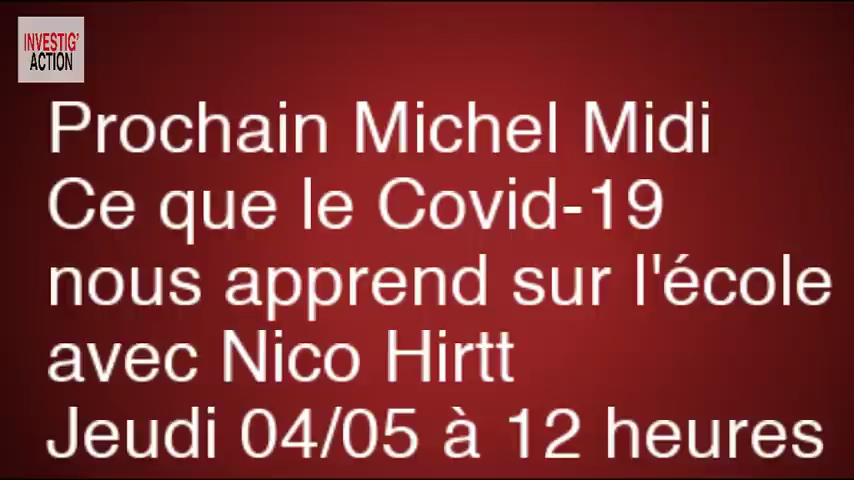 INVESTIG'
ACTION
Prochain Michel Midi
Ce que le Covid-19
nous apprend sur l'école
avec Nico Hirtt
Jeudi 04/05 à 12 heures